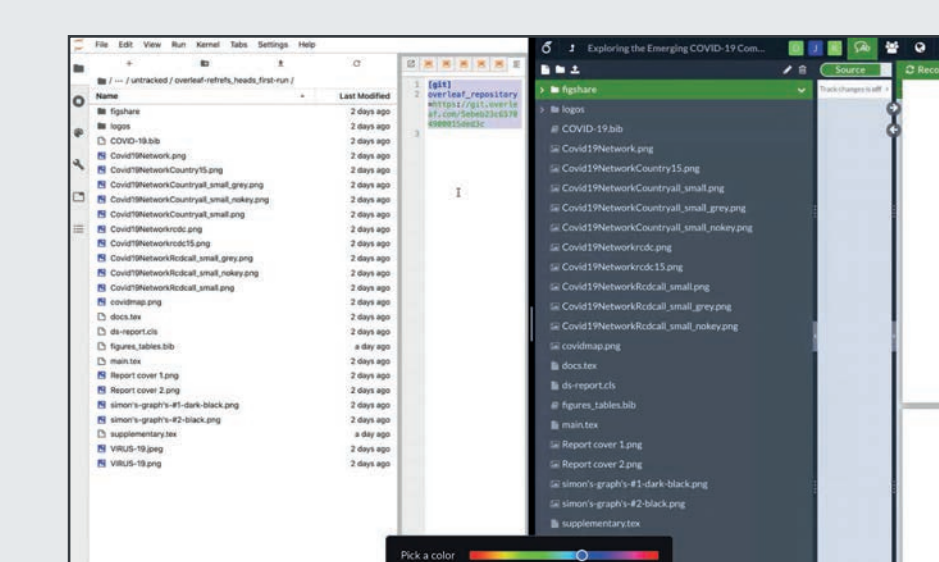 File Edit View Run Kernel Tabs Settings Help
/ ··· / untracked / overleaf-refrefs_heads_first-run /
Name Last Modified
figshare 2 days ago
logos 2 days ago
COVID-19.bib 2 days ago
Covid19Network.png 2 days ago
Covid19NetworkCountry15.png 2 days ago
Covid19NetworkCountryall_small_grey.png 2 days ago
Covid19NetworkCountryall_small_nokey.png 2 days ago
Covid19NetworkCountryall_small.png 2 days ago
Covid19Networkrcdc.png 2 days ago
Covid19Networkrcdc15.png 2 days ago
Covid19NetworkRcdcall_small_grey.png 2 days ago
Covid19NetworkRcdcall_small_nokey.png 2 days ago
Covid19NetworkRcdcall_small.png 2 days ago
covidmap.png 2 days ago
docs.tex 2 days ago
ds-report.cls 2 days ago
figures_tables.bib a day ago
main.tex 2 days ago
Report cover 1.png 2 days ago
Report cover 2.png 2 days ago
simon's-graph's-#1-dark-black.png 2 days ago
simon's-graph's-#2-black.png 2 days ago
supplementary.tex a day ago
VIRUS-19.jpeg 2 days ago
VIRUS-19.png 2 days ago
1 [git]
2 overleaf_repository
=https://git.overle
3
Exploring the Emerging COVID-19 Com...
Source
Reco
Track changes is off
figshare
logos
COVID-19.bib
Covid19Network.png
Covid19NetworkCountry15.png
Covid19NetworkCountryall_small.png
Covid19NetworkCountryall_small_grey.png
Covid19NetworkCountryall_small_nokey.png
Covid19Networkrcdc.png
Covid19Networkrcdc15.png
Covid19NetworkRcdcall_small.png
Covid19NetworkRcdcall_small_grey.png
Covid19NetworkRcdcall_small_nokey.png
covidmap.png
docs.tex
ds-report.cls
figures_tables.bib
main.tex
Report cover 1.png
Report cover 2.png
simon's-graph's-#1-dark-black.png
simon's-graph's-#2-black.png
supplementary.tex
Pick a color